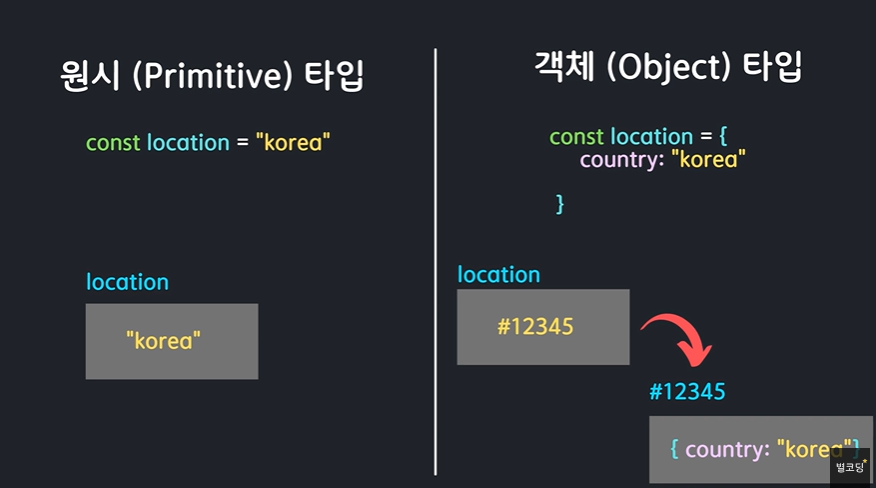 원시 (Primitive) 타입
const location = "korea"
location
"korea"
객체 (Object) 타입
const location = {
country: "korea"
}
location
#12345
#12345
{ country: "korea"}
별코딩